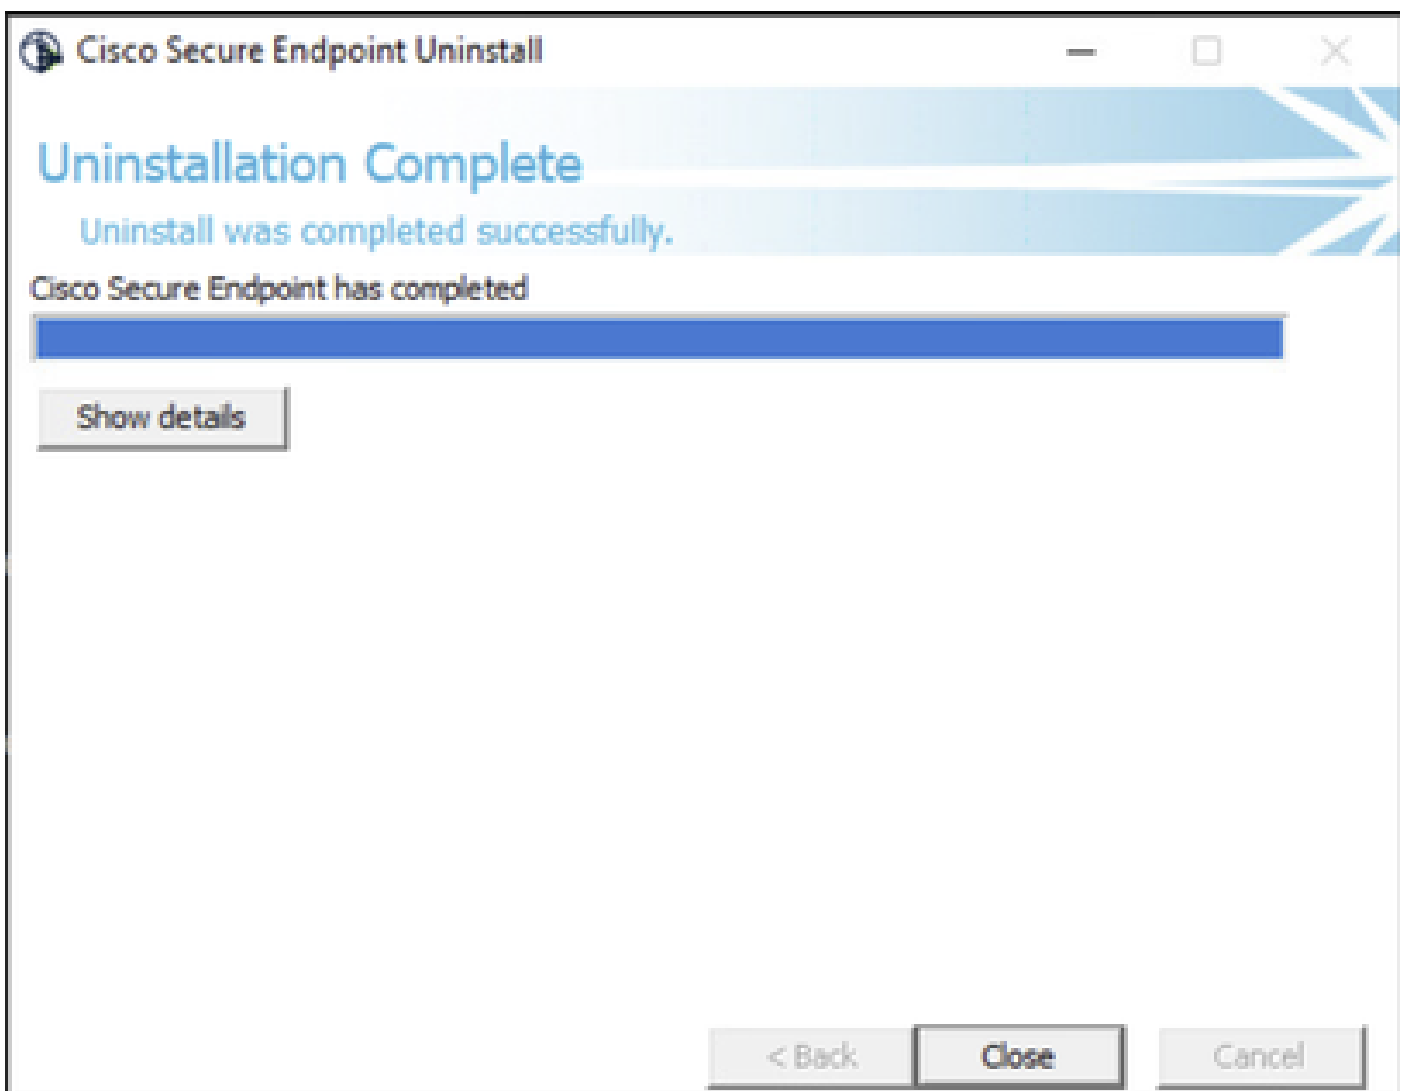 Cisco Secure Endpoint Uninstall
Uninstallation Complete
Uninstall was completed successfully.
Cisco Secure Endpoint has completed
Show details
< Back
Close
Cancel